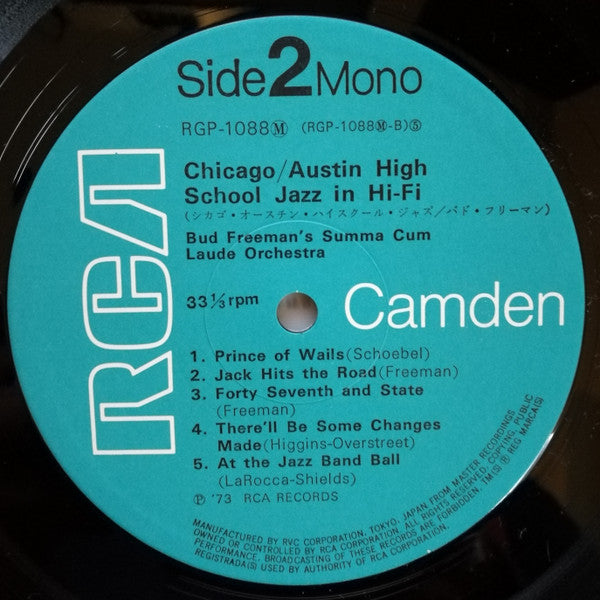 Side 2 Mono
RGP-1088Ⓜ (RGP-1088Ⓜ-B)⑤
Chicago/Austin High
School Jazz in Hi-Fi
(シカゴ・オースチン・ハイスクール・ジャズ/バド・フリーマン)
Bud Freeman's Summa Cum
Laude Orchestra
33 1/3 rpm
RCA
Camden
1. Prince of Wails(Schoebel)
2. Jack Hits the Road(Freeman)
3. Forty Seventh and State
(Freeman)
4. There'll Be Some Changes
Made(Higgins-Overstreet)
5. At the Jazz Band Ball
(LaRocca-Shields)
Ⓟ '73 RCA RECORDS
MANUFACTURED BY RVC CORPORATION, TOKYO, JAPAN FROM MASTER RECORDINGS
OWNED OR CONTROLLED BY RCA CORPORATION. ALL RIGHTS RESERVED, COPYING, PUBLIC
PERFORMANCE, BROADCASTING OF THESE RECORDS ARE FORBIDDEN. TM(S) ® REG MARCA(S)
REGISTRADA(S) USED BY AUTHORITY OF RCA CORPORATION.